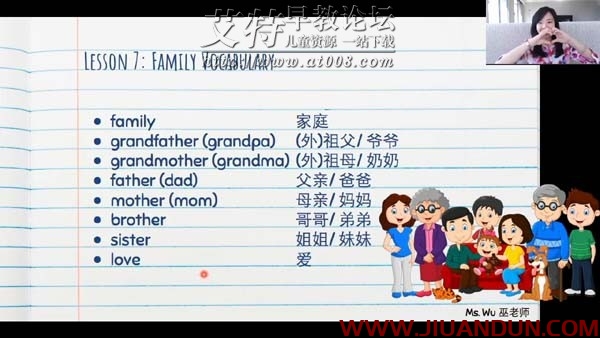 艾特早教论坛
儿童资源 一站下载
http://www.at008.com
Lesson 7: Family Vocabulary
family 家庭
grandfather (grandpa) (外)祖父/ 爷爷
grandmother (grandma) (外)祖母/ 奶奶
father (dad) 父亲/ 爸爸
mother (mom) 母亲/ 妈妈
brother 哥哥/ 弟弟
sister 姐姐/ 妹妹
love 爱
Ms. Wu 巫老师
WWW.JIUANDUN.COM